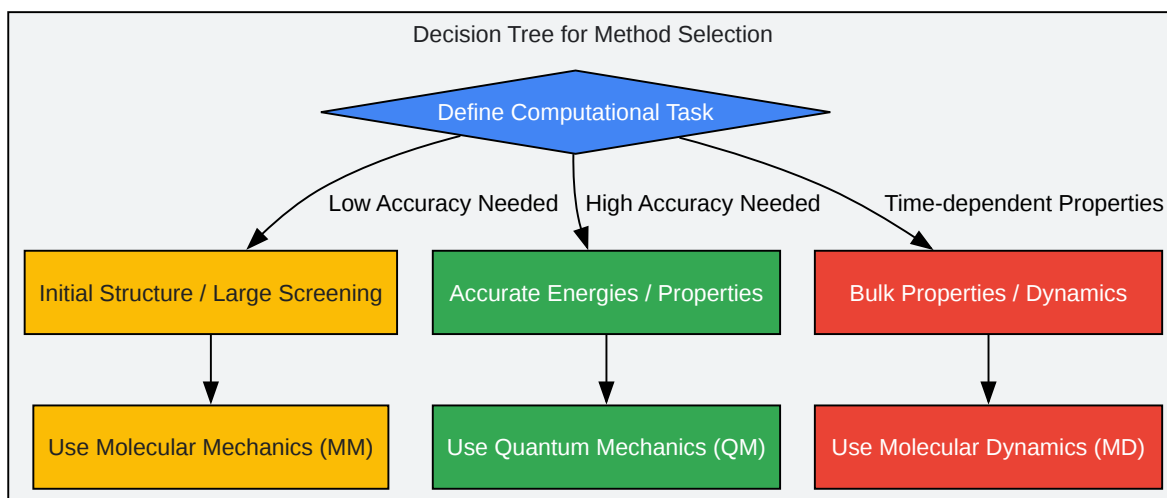 Decision Tree for Method Selection
Define Computational Task
Low Accuracy Needed
High Accuracy Needed
Time-dependent Properties
Initial Structure / Large Screening
Accurate Energies / Properties
Bulk Properties / Dynamics
Use Molecular Mechanics (MM)
Use Quantum Mechanics (QM)
Use Molecular Dynamics (MD)